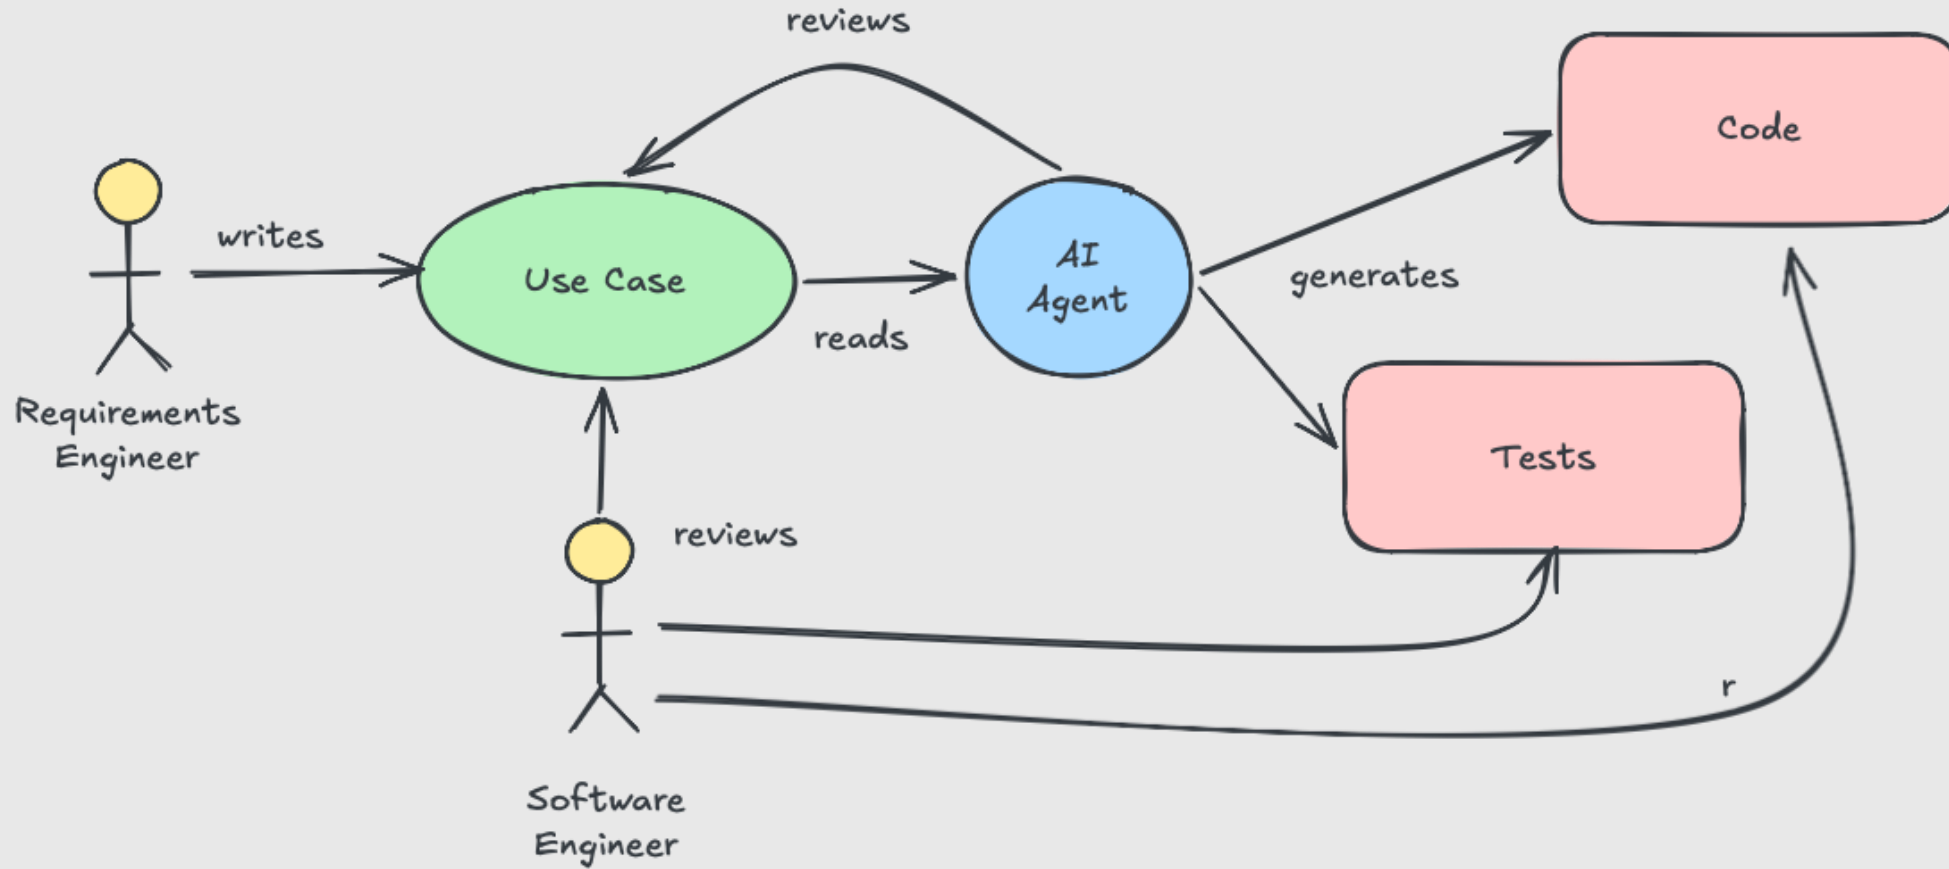 reviews
Code
writes
AI
Agent
Use Case
generates
reads
Requirements
Engineer
Tests
reviews
r
Software
Engineer